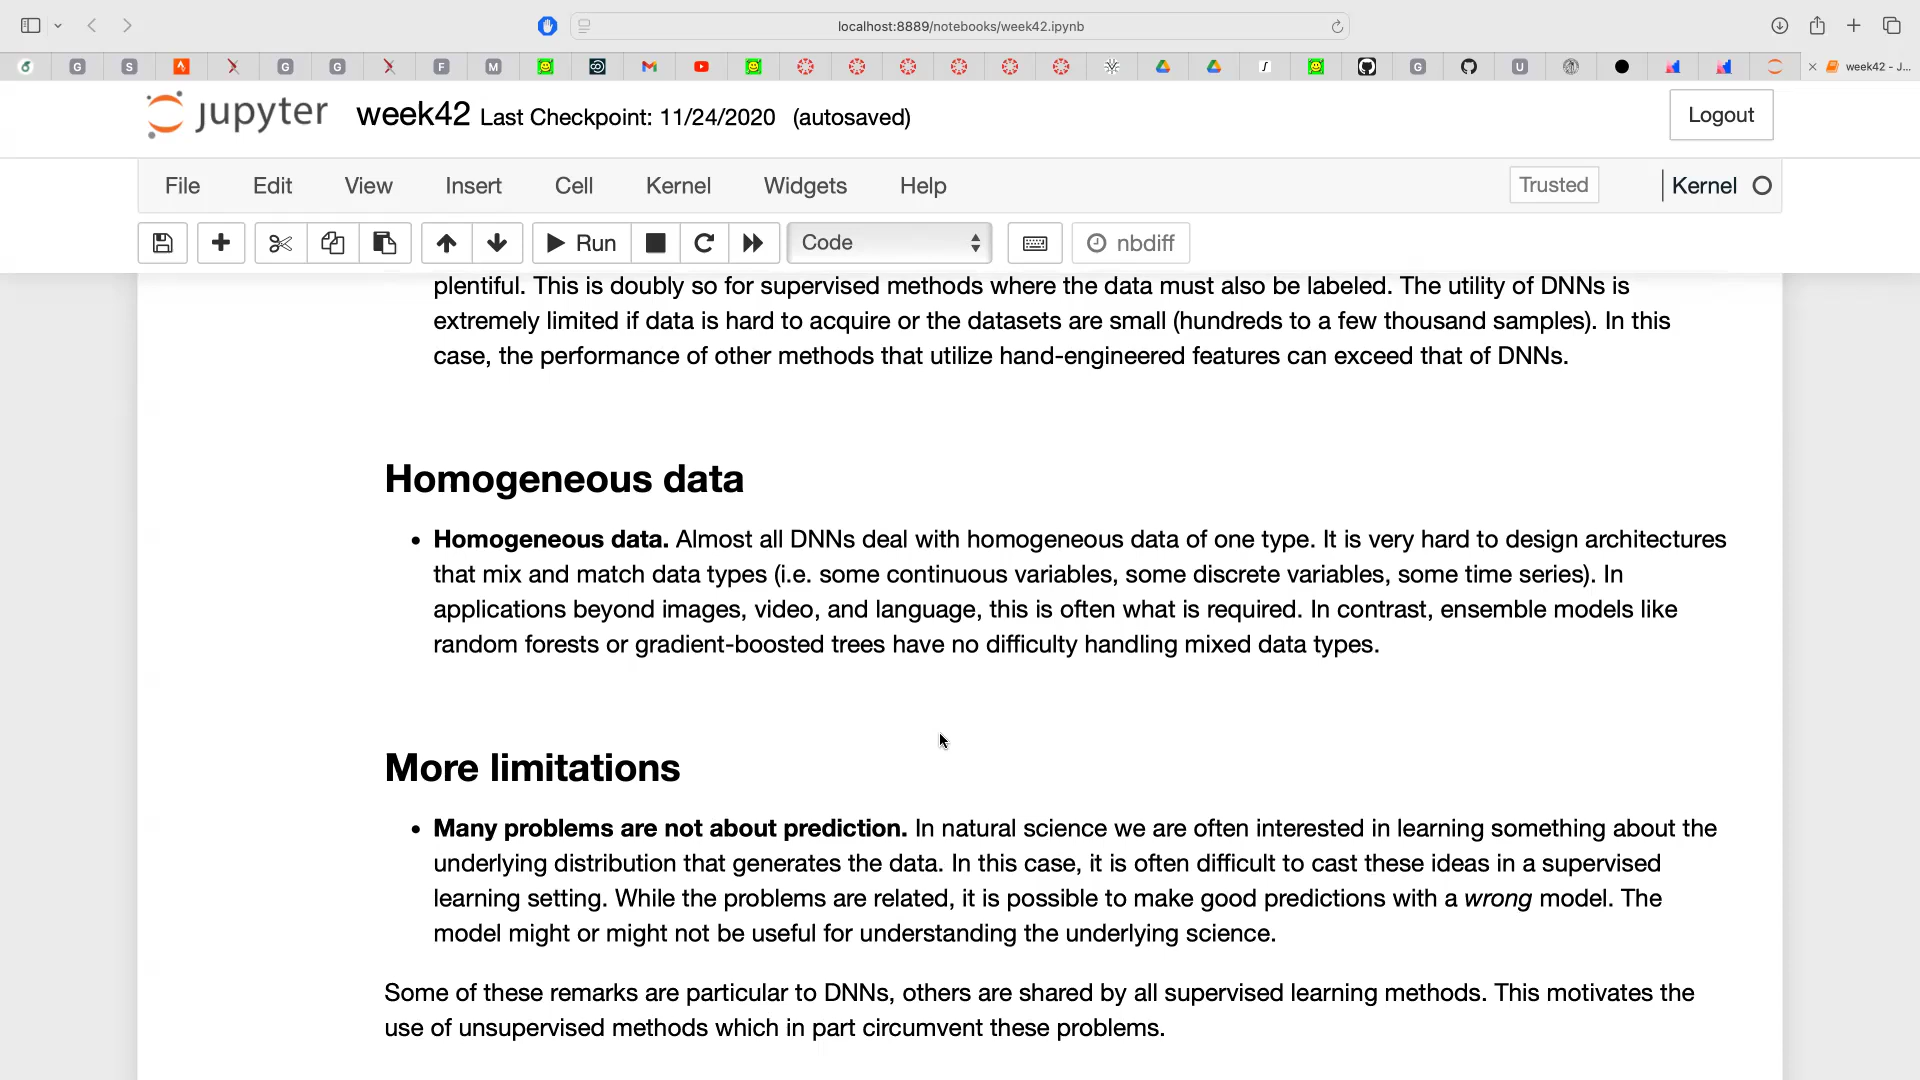 localhost:8889/notebooks/week42.ipynb
G S G G F M G U week42 - J...
jupyter week42 Last Checkpoint: 11/24/2020 (autosaved) Logout
File Edit View Insert Cell Kernel Widgets Help Trusted Kernel
Run Code nbdiff
plentiful. This is doubly so for supervised methods where the data must also be labeled. The utility of DNNs is
extremely limited if data is hard to acquire or the datasets are small (hundreds to a few thousand samples). In this
case, the performance of other methods that utilize hand-engineered features can exceed that of DNNs.
Homogeneous data
• Homogeneous data. Almost all DNNs deal with homogeneous data of one type. It is very hard to design architectures
that mix and match data types (i.e. some continuous variables, some discrete variables, some time series). In
applications beyond images, video, and language, this is often what is required. In contrast, ensemble models like
random forests or gradient-boosted trees have no difficulty handling mixed data types.
More limitations
• Many problems are not about prediction. In natural science we are often interested in learning something about the
underlying distribution that generates the data. In this case, it is often difficult to cast these ideas in a supervised
learning setting. While the problems are related, it is possible to make good predictions with a wrong model. The
model might or might not be useful for understanding the underlying science.
Some of these remarks are particular to DNNs, others are shared by all supervised learning methods. This motivates the
use of unsupervised methods which in part circumvent these problems.